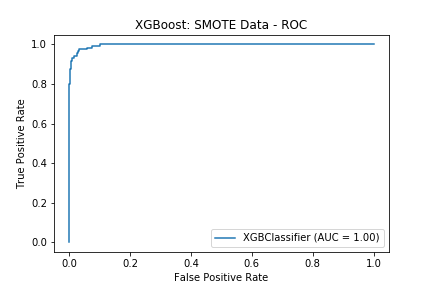 XGBoost: SMOTE Data - ROC
1.0
0.8
0.6
0.4
0.2
0.0
True Positive Rate
XGBClassifier (AUC = 1.00)
0.0 0.2 0.4 0.6 0.8 1.0
False Positive Rate